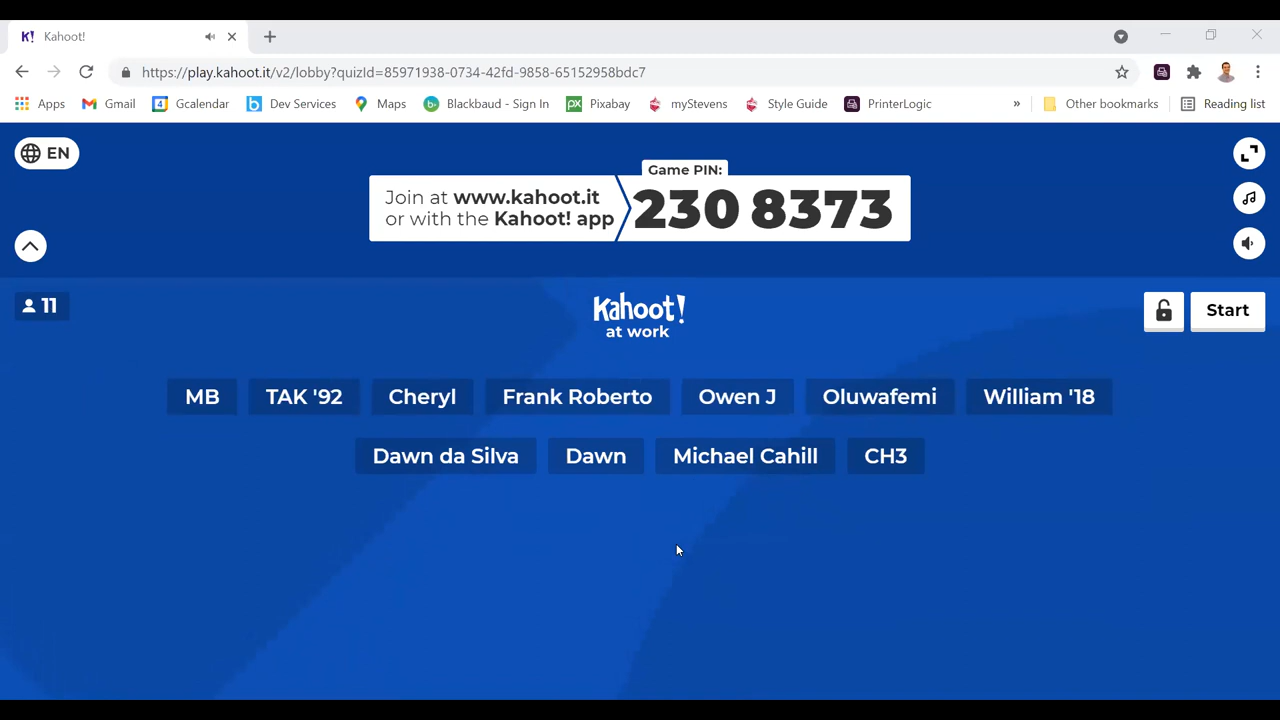 Kahoot!
https://play.kahoot.it/v2/lobby?quizId=85971938-0734-42fd-9858-65152958bdc7
Apps Gmail Gcalendar Dev Services Maps Blackbaud - Sign In Pixabay myStevens Style Guide PrinterLogic » Other bookmarks Reading list
EN
Game PIN:
Join at www.kahoot.it
or with the Kahoot! app
230 8373
11
Kahoot!
at work
Start
MB TAK '92 Cheryl Frank Roberto Owen J Oluwafemi William '18
Dawn da Silva Dawn Michael Cahill CH3